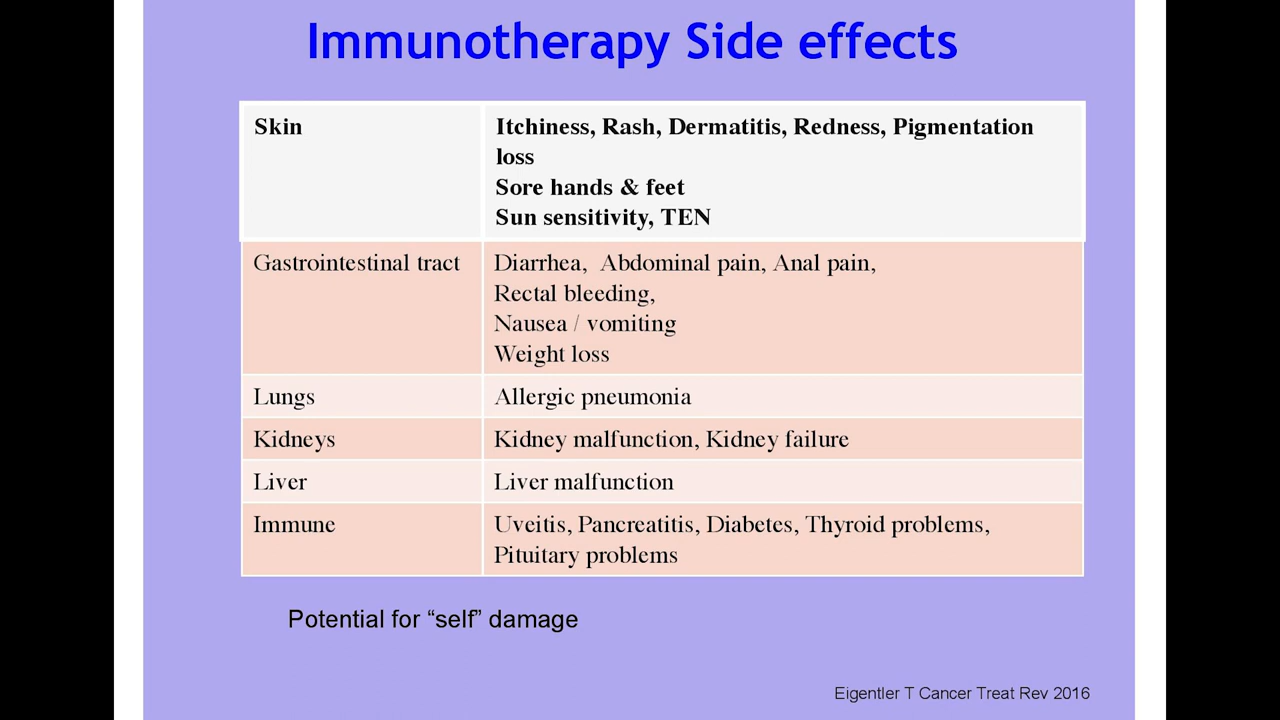 Immunotherapy Side effects
Skin
Itchiness, Rash, Dermatitis, Redness, Pigmentation
loss
Sore hands & feet
Sun sensitivity, TEN
Gastrointestinal tract
Diarrhea,  Abdominal pain, Anal pain,
Rectal bleeding,
Nausea / vomiting
Weight loss
Lungs
Allergic pneumonia
Kidneys
Kidney malfunction, Kidney failure
Liver
Liver malfunction
Immune
Uveitis, Pancreatitis, Diabetes, Thyroid problems,
Pituitary problems
Potential for “self” damage
Eigentler T Cancer Treat Rev 2016